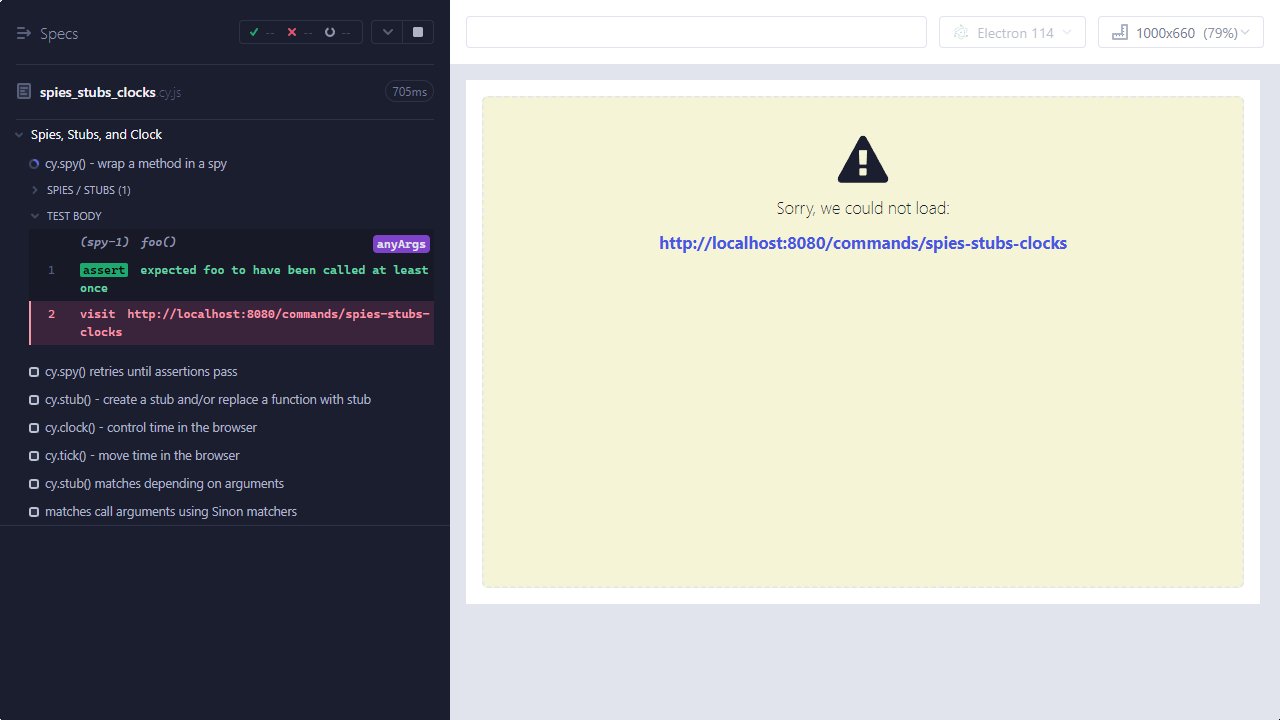 Specs
-- -- --
Electron 114
1000x660 (79%)
spies_stubs_clocks cy.js
705ms
Spies, Stubs, and Clock
cy.spy() - wrap a method in a spy
SPIES / STUBS (1)
TEST BODY
(spy-1) foo()
anyArgs
1 assert expected foo to have been called at least
once
2 visit http://localhost:8080/commands/spies-stubs-
clocks
cy.spy() retries until assertions pass
cy.stub() - create a stub and/or replace a function with stub
cy.clock() - control time in the browser
cy.tick() - move time in the browser
cy.stub() matches depending on arguments
matches call arguments using Sinon matchers
Sorry, we could not load:
http://localhost:8080/commands/spies-stubs-clocks